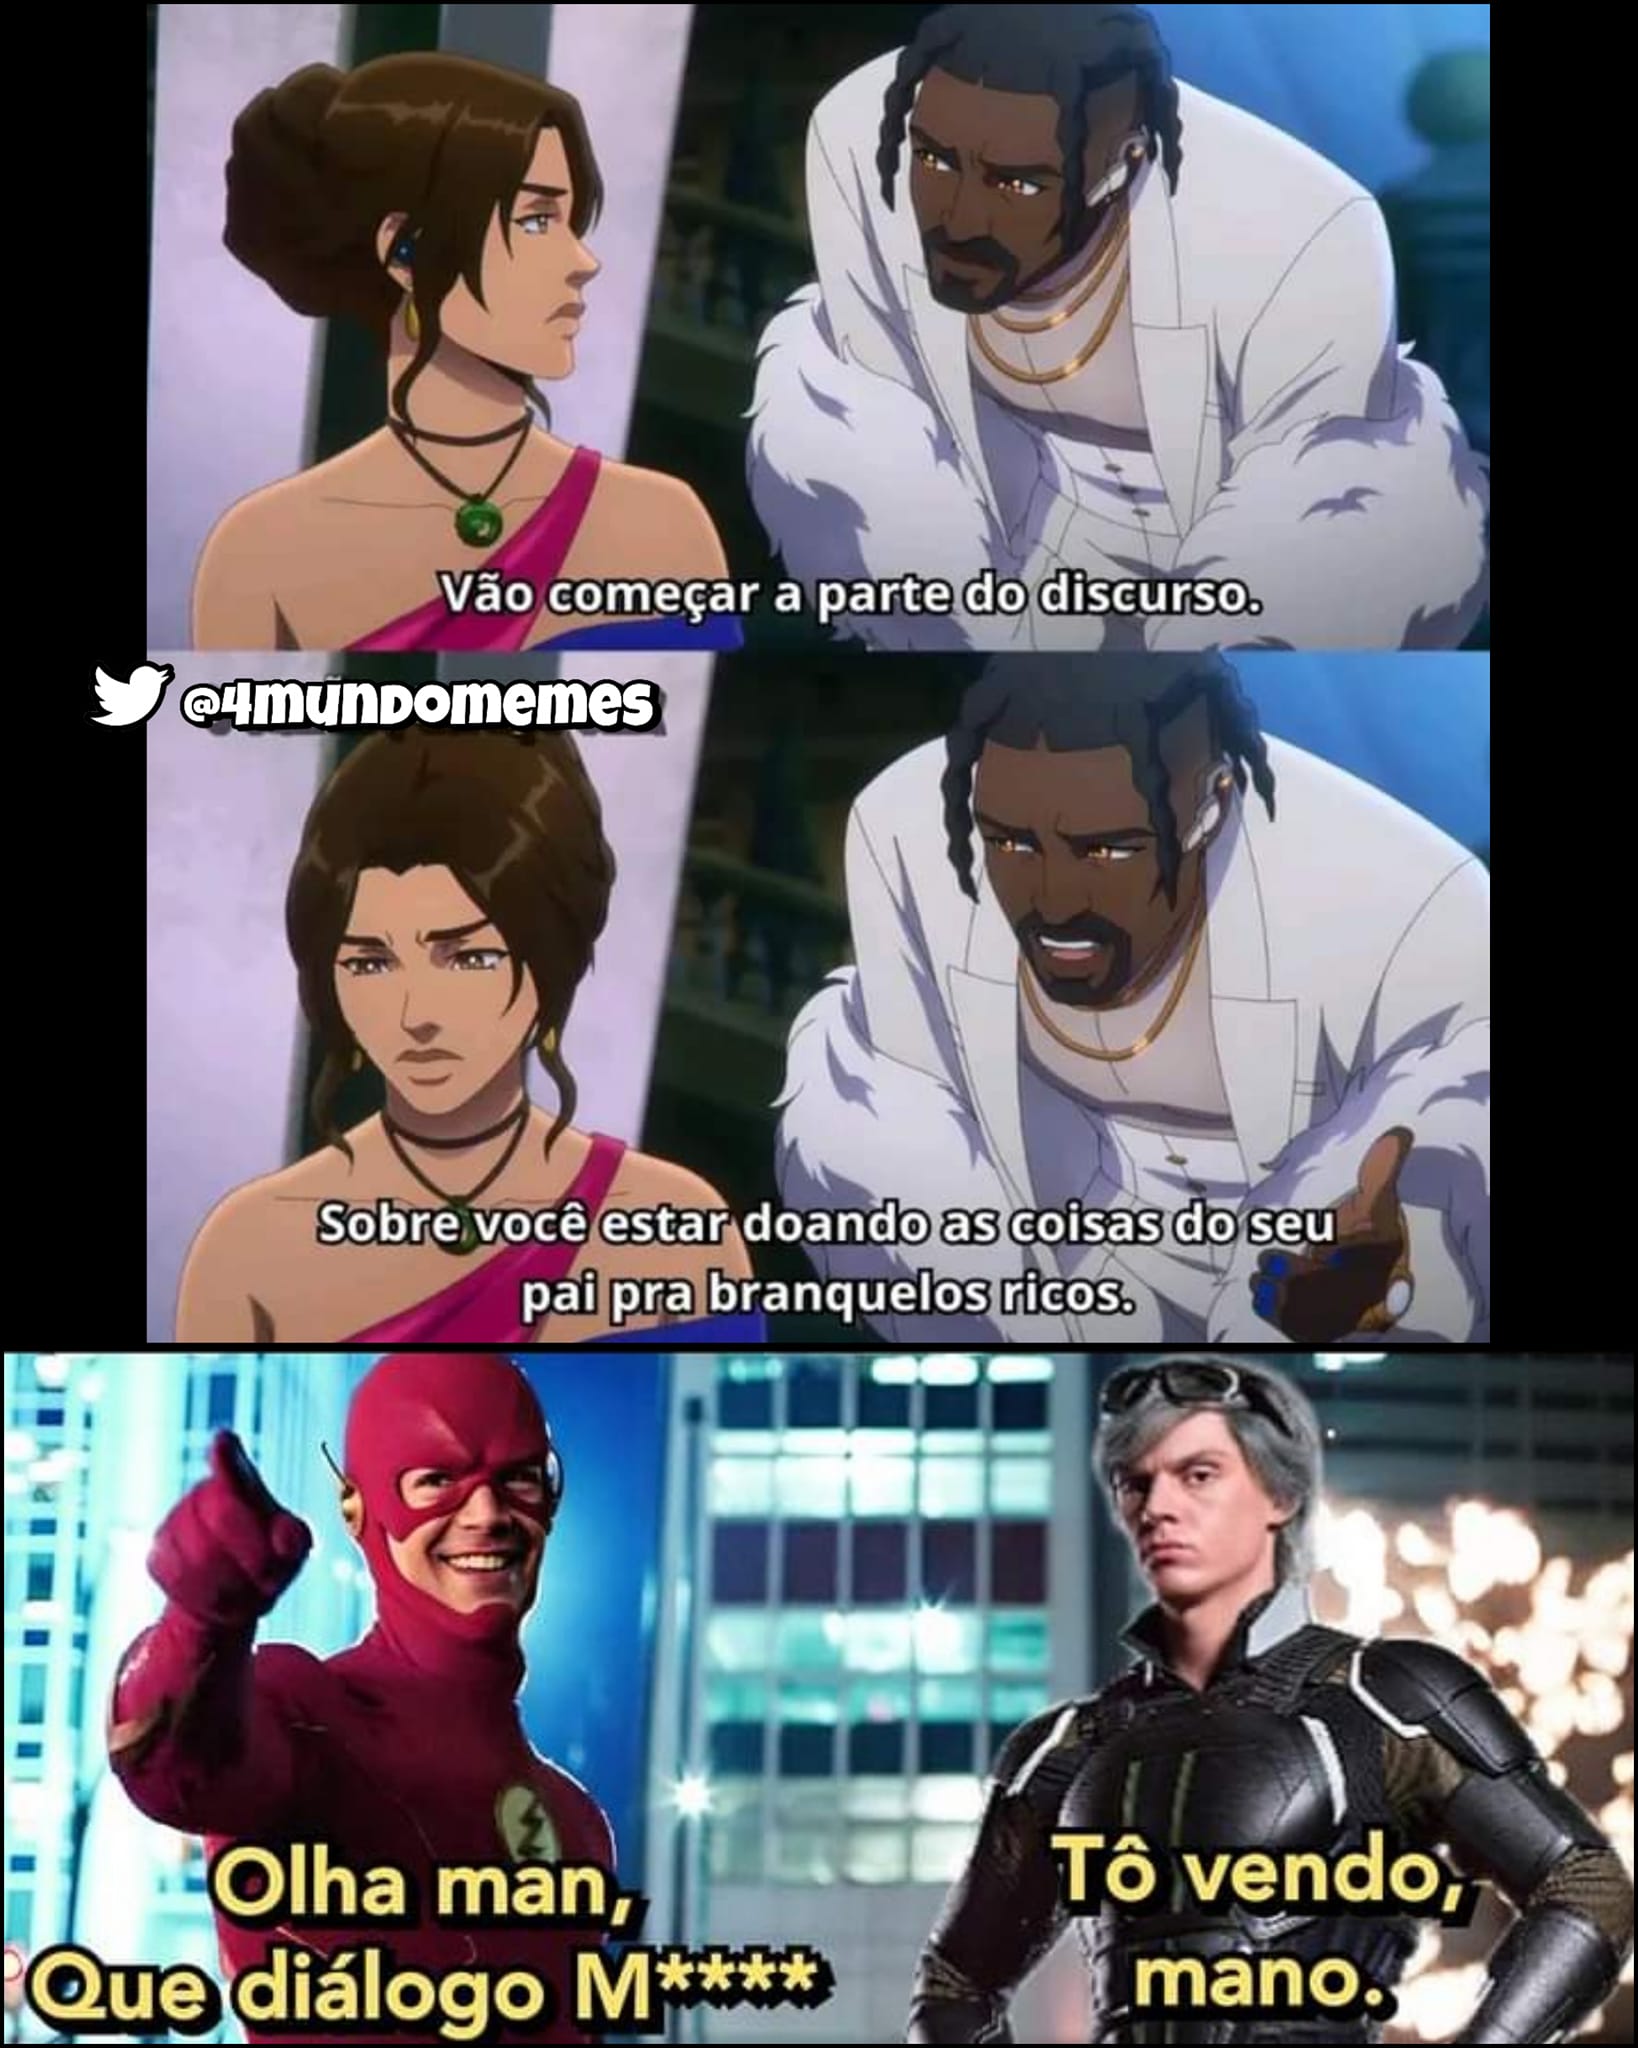 Vão começar a parte do discurso.
@4mundomemes
Sobre você estar doando as coisas do seu
pai pra branquelos ricos.
Olha man,
Que diálogo M****
Tô vendo,
mano.